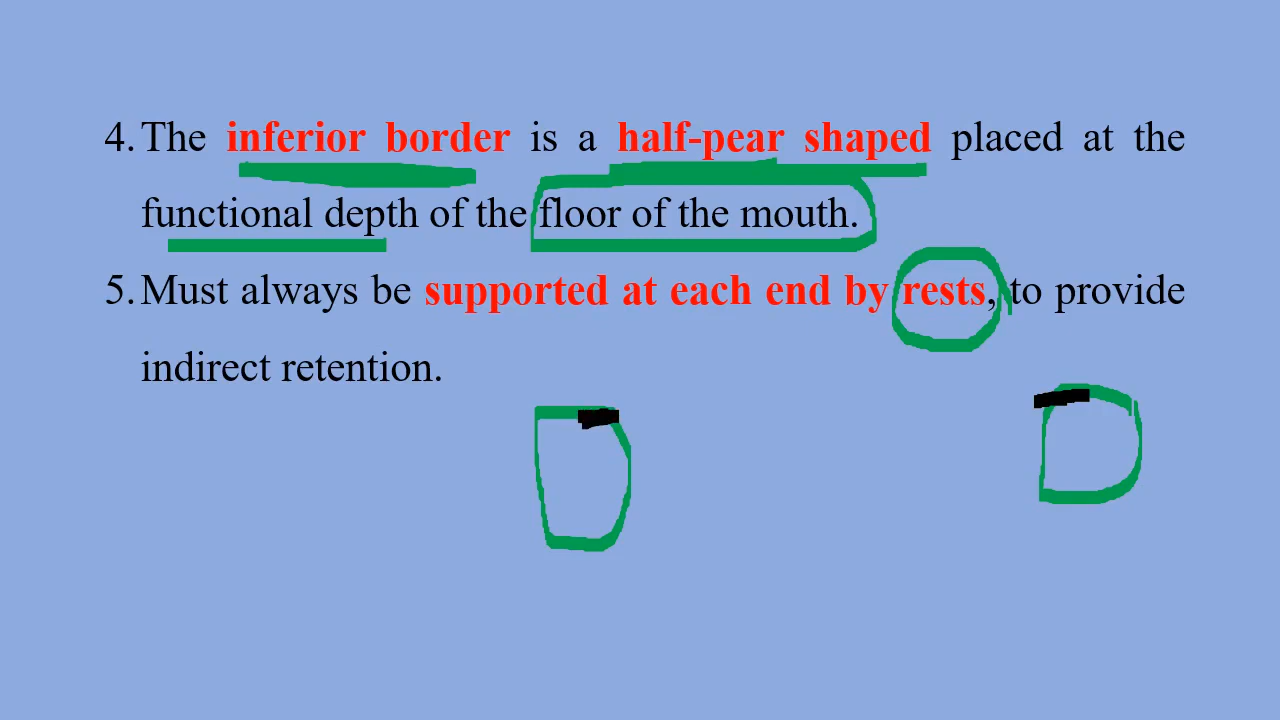 4. The inferior border is a half-pear shaped placed at the
functional depth of the floor of the mouth.
5. Must always be supported at each end by rests, to provide
indirect retention.